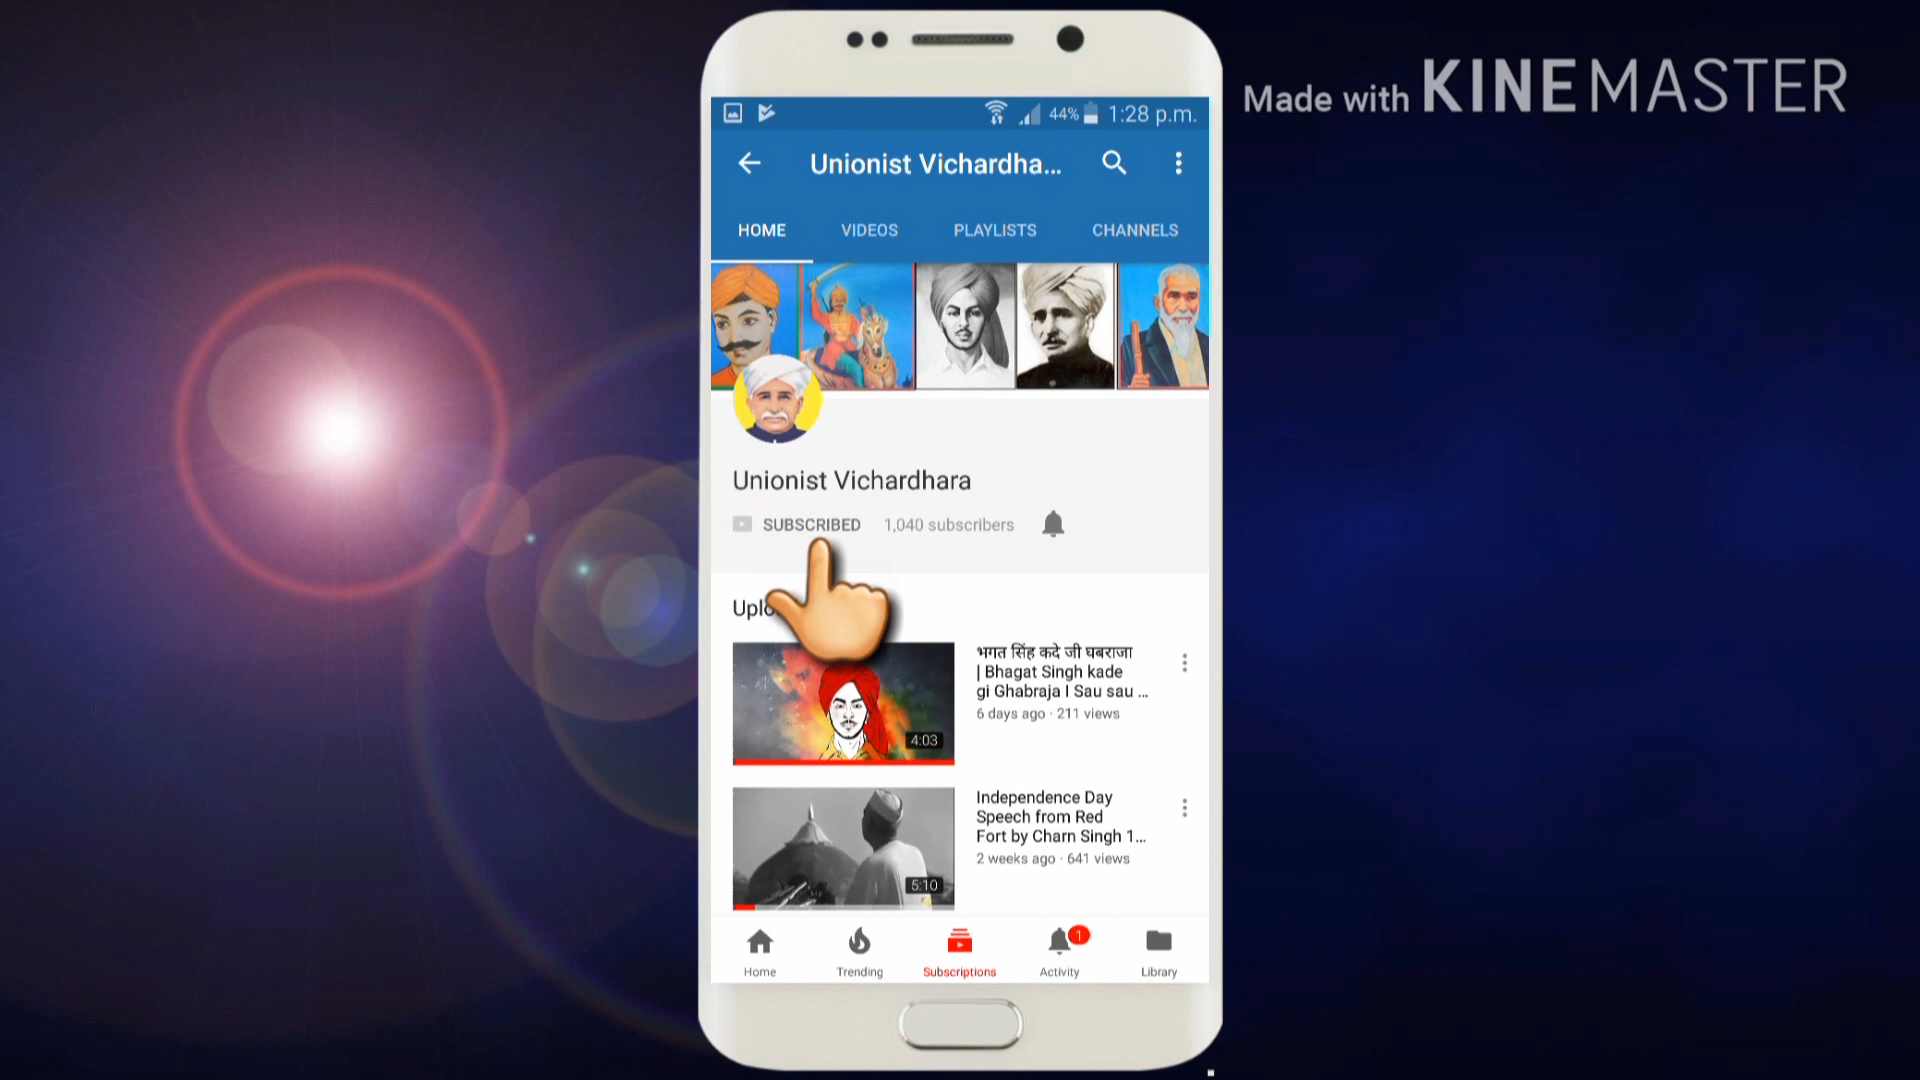 Made with KINEMASTER
44% 1:28 p.m.
Unionist Vichardha...
HOME VIDEOS PLAYLISTS CHANNELS
Unionist Vichardhara
SUBSCRIBED 1,040 subscribers
भगत सिंह कदे जी घबराजा
| Bhagat Singh kade
gi Ghabraja I Sau sau ...
6 days ago · 211 views
4:03
Independence Day
Speech from Red
Fort by Charn Singh 1...
2 weeks ago · 641 views
5:10
1
Home Trending Subscriptions Activity Library